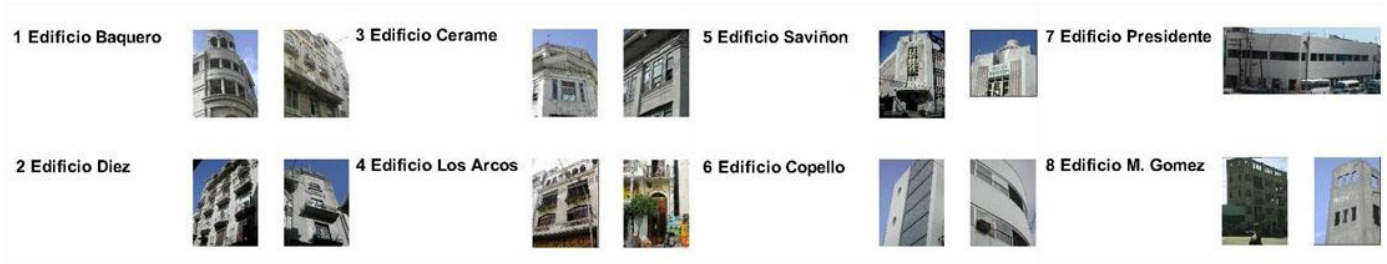 1 Edificio Baquero
3 Edificio Cerame
5 Edificio Saviñon
7 Edificio Presidente
2 Edificio Diez
4 Edificio Los Arcos
6 Edificio Copello
8 Edificio M. Gomez